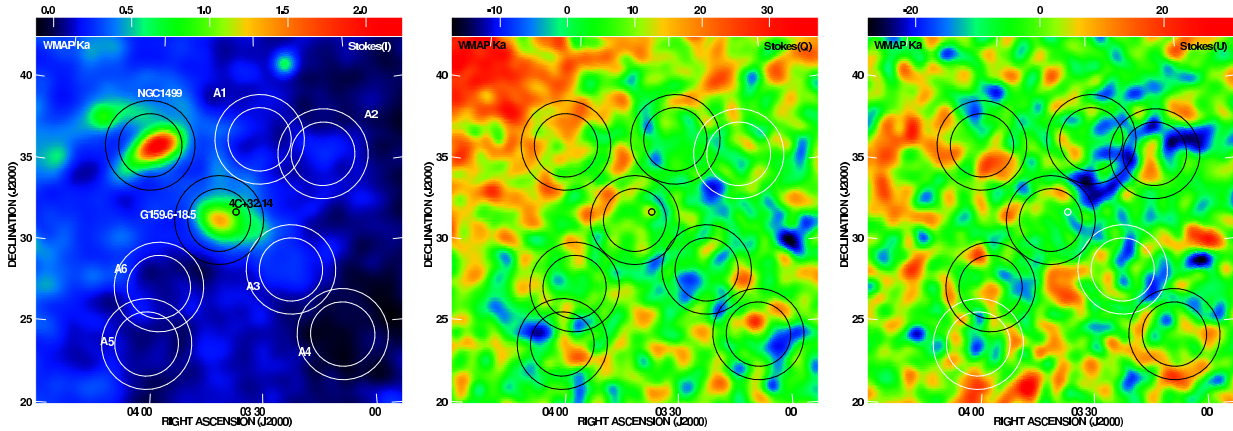 0.0 0.5 1.0 1.5 2.0
WMAP Ka Stokes(I)
NGC1499
A1
A2
4C+32.14
G159.6-18.5
A6
A3
A5
A4
40
35
30
25
20
DECLINATION (J2000)
04 00 03 30 00
RIGHT ASCENSION (J2000)
-10 0 10 20 30
WMAP Ka Stokes(Q)
40
35
30
25
20
DECLINATION (J2000)
04 00 03 30 00
RIGHT ASCENSION (J2000)
-20 0 20
WMAP Ka Stokes(U)
40
35
30
25
20
DECLINATION (J2000)
04 00 03 30 00
RIGHT ASCENSION (J2000)